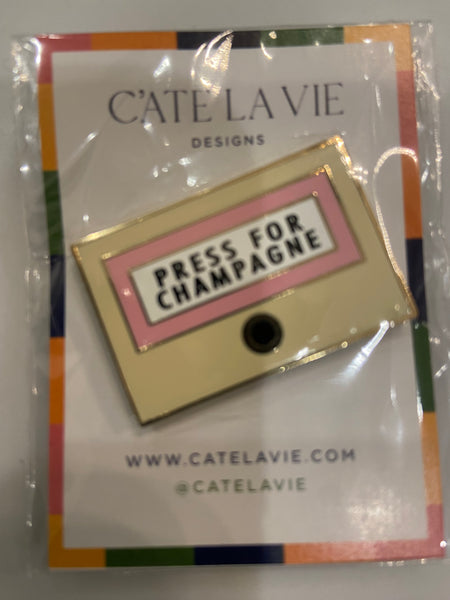 C'ATE LA VIE
DESIGNS
PRESS FOR
CHAMPAGNE
WWW.CATELAVIE.COM
@CATELAVIE